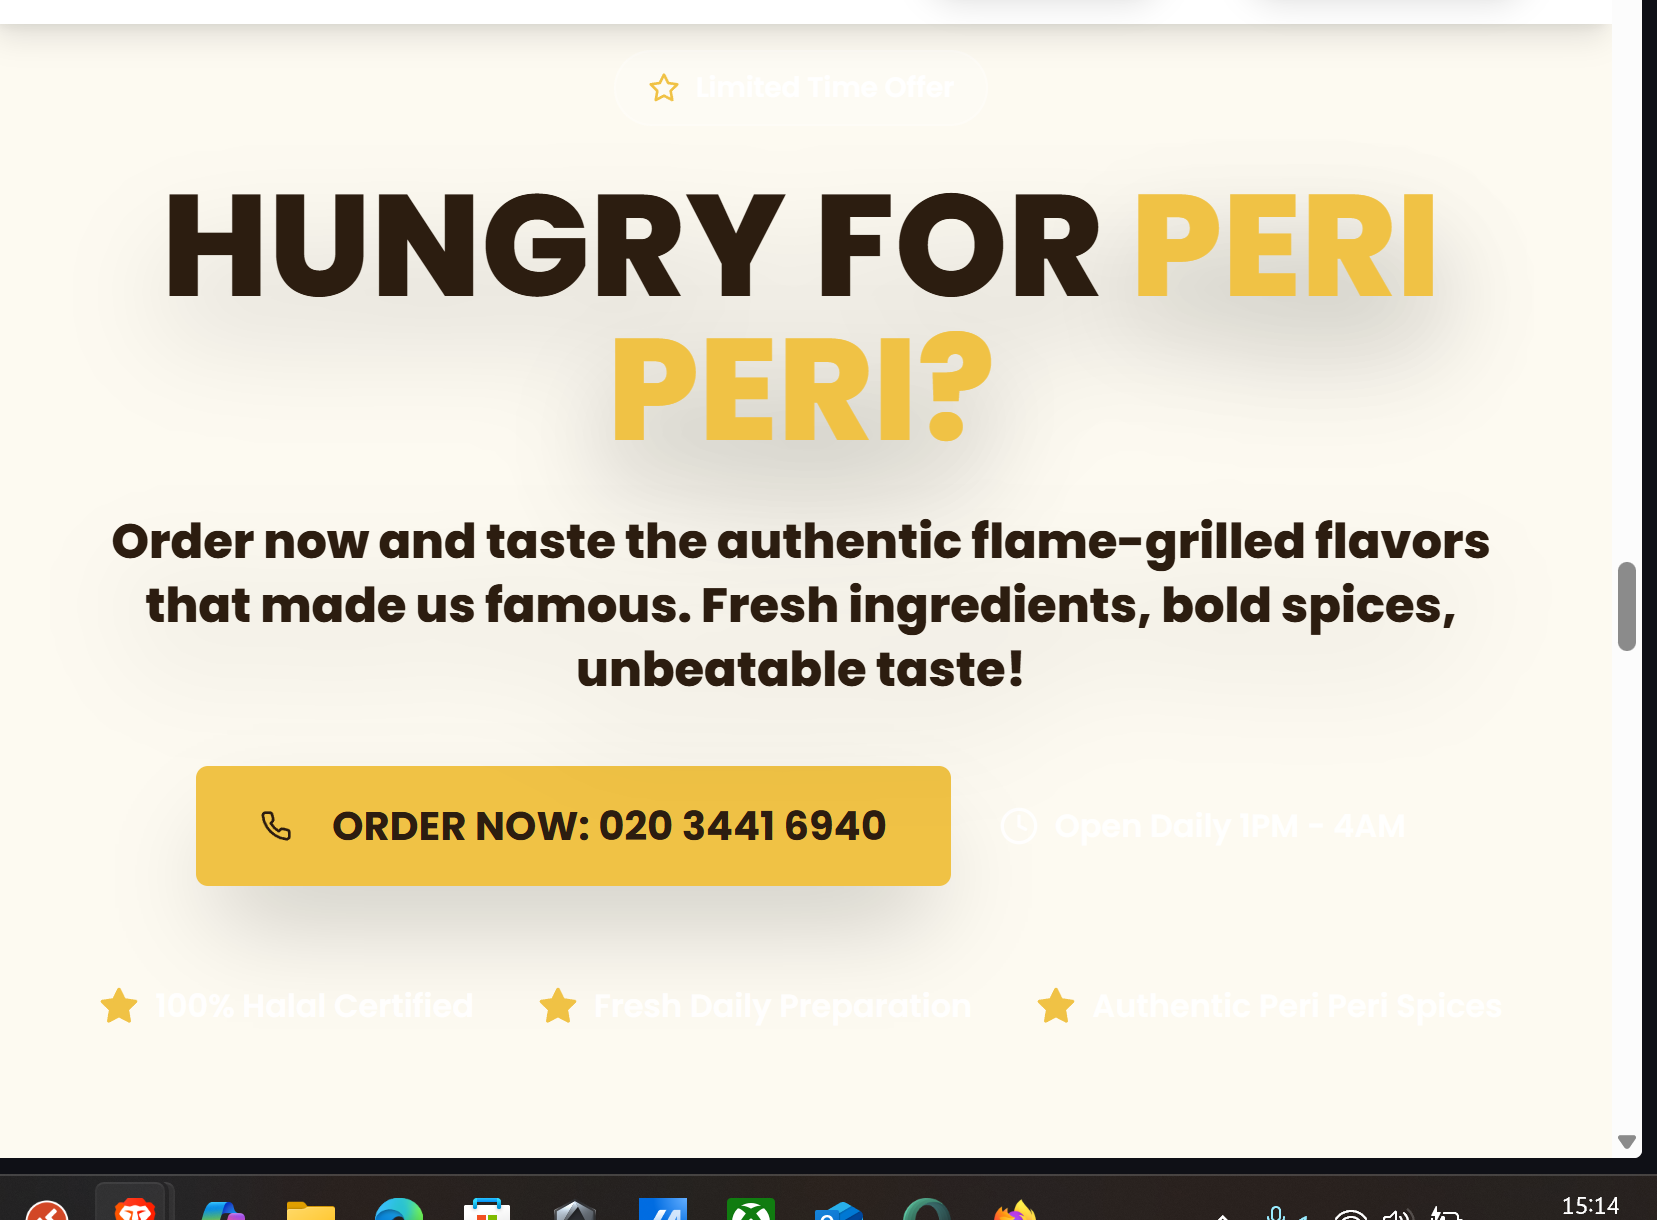 Limited Time Offer
HUNGRY FOR PERI
PERI?
Order now and taste the authentic flame-grilled flavors
that made us famous. Fresh ingredients, bold spices,
unbeatable taste!
ORDER NOW: 020 3441 6940
Open Daily 1PM - 4AM
100% Halal Certified
Fresh Daily Preparation
Authentic Peri Peri Spices
15:14